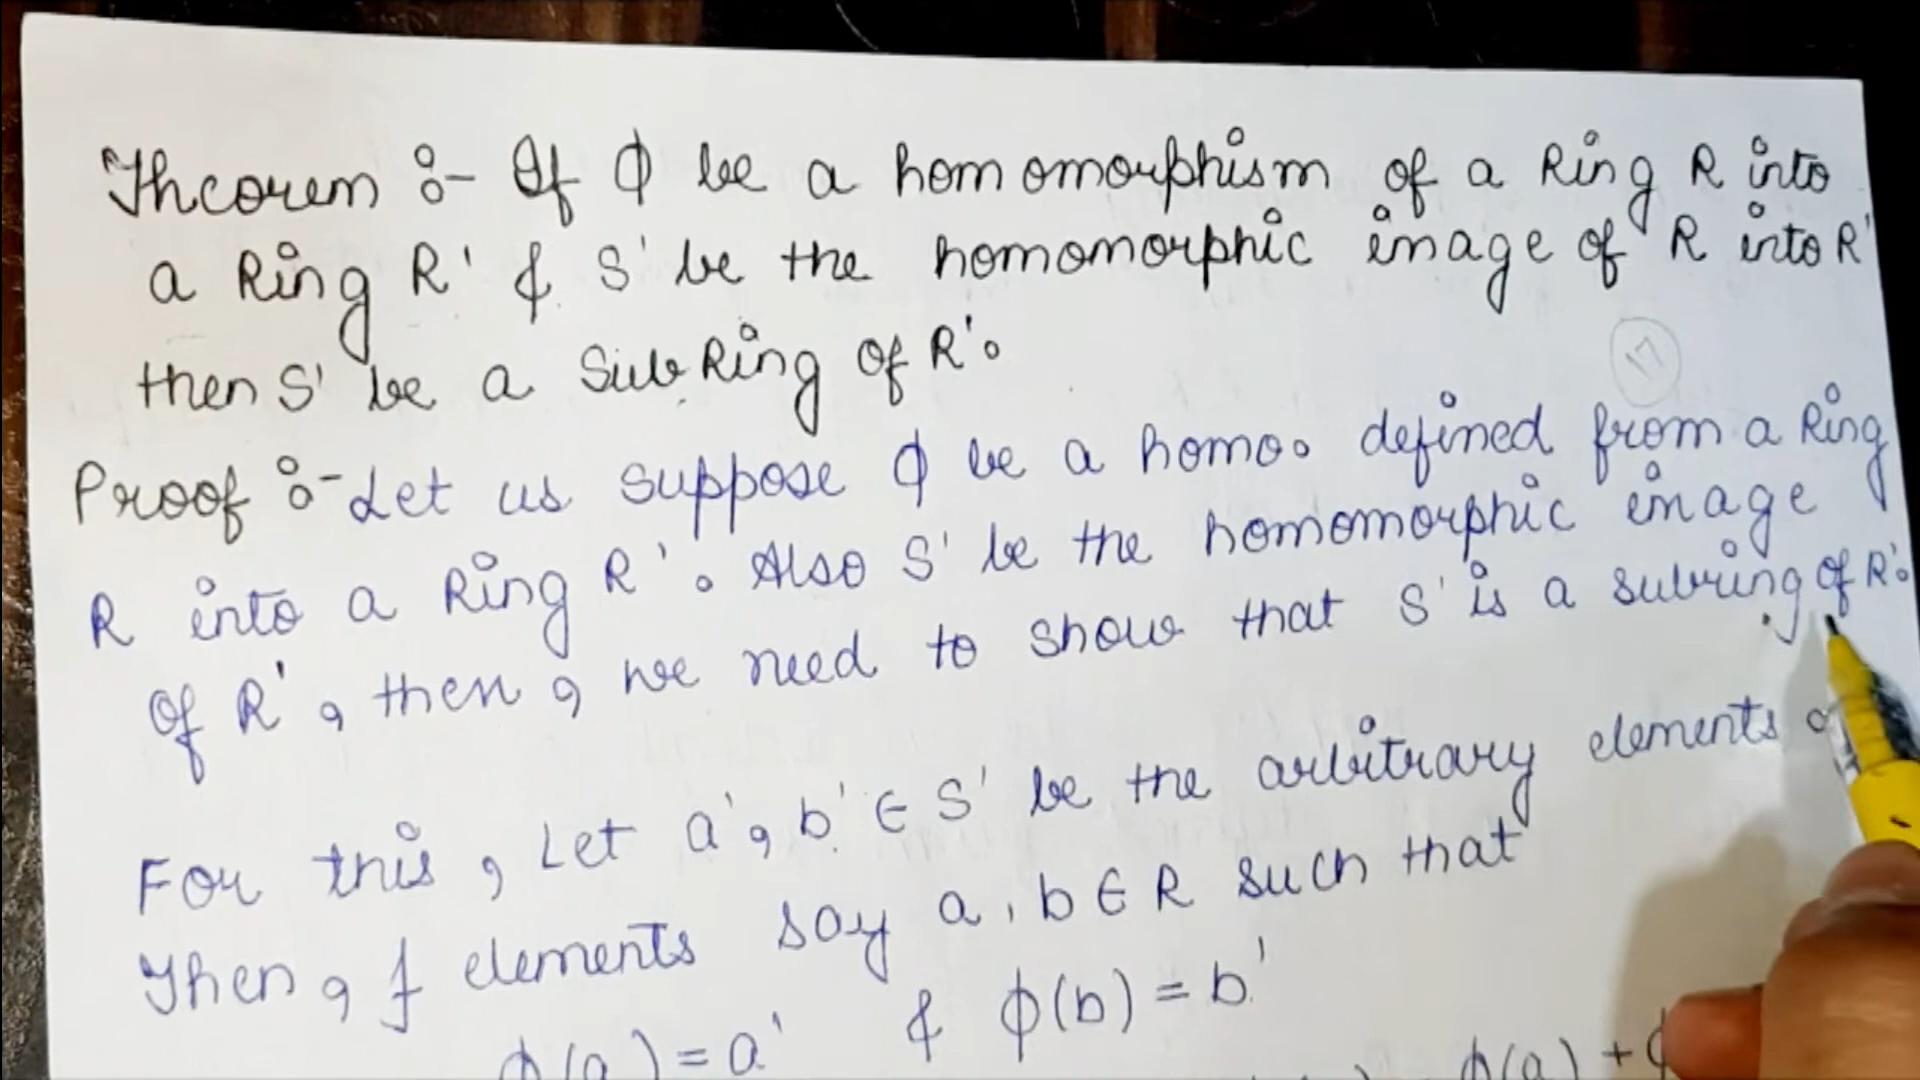 Theorem :- If ϕ be a homomorphism of a Ring R into
a Ring R' & S' be the homomorphic image of R into R'
then S' be a SubRing of R'.
17
Proof :- Let us suppose ϕ be a homo. defined from a Ring
R into a Ring R'. Also S' be the homomorphic image
of R', then, we need to show that S' is a subring of R'.
For this, Let a', b' ∈ S' be the arbitrary elements
Then, ∃ elements say a, b ∈ R such that
ϕ(a) = a' & ϕ(b) = b'
ϕ(a) +